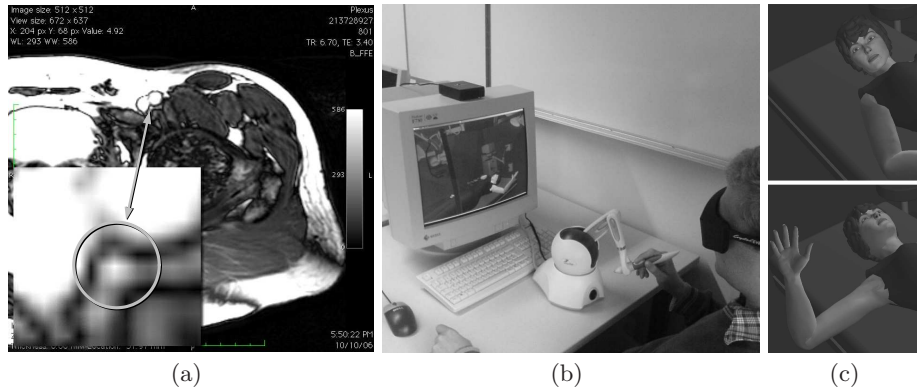 Image size: 512 x 512
View size: 672 x 637
X: 204 px Y: 68 px Value: 4.92
WL: 293 WW: 586
A
Plexus
213728927
801
TR: 6.70, TE: 3.40
B_FFE
586
293
L
5:50:22 PM
10/10/06
(a)
(b)
(c)